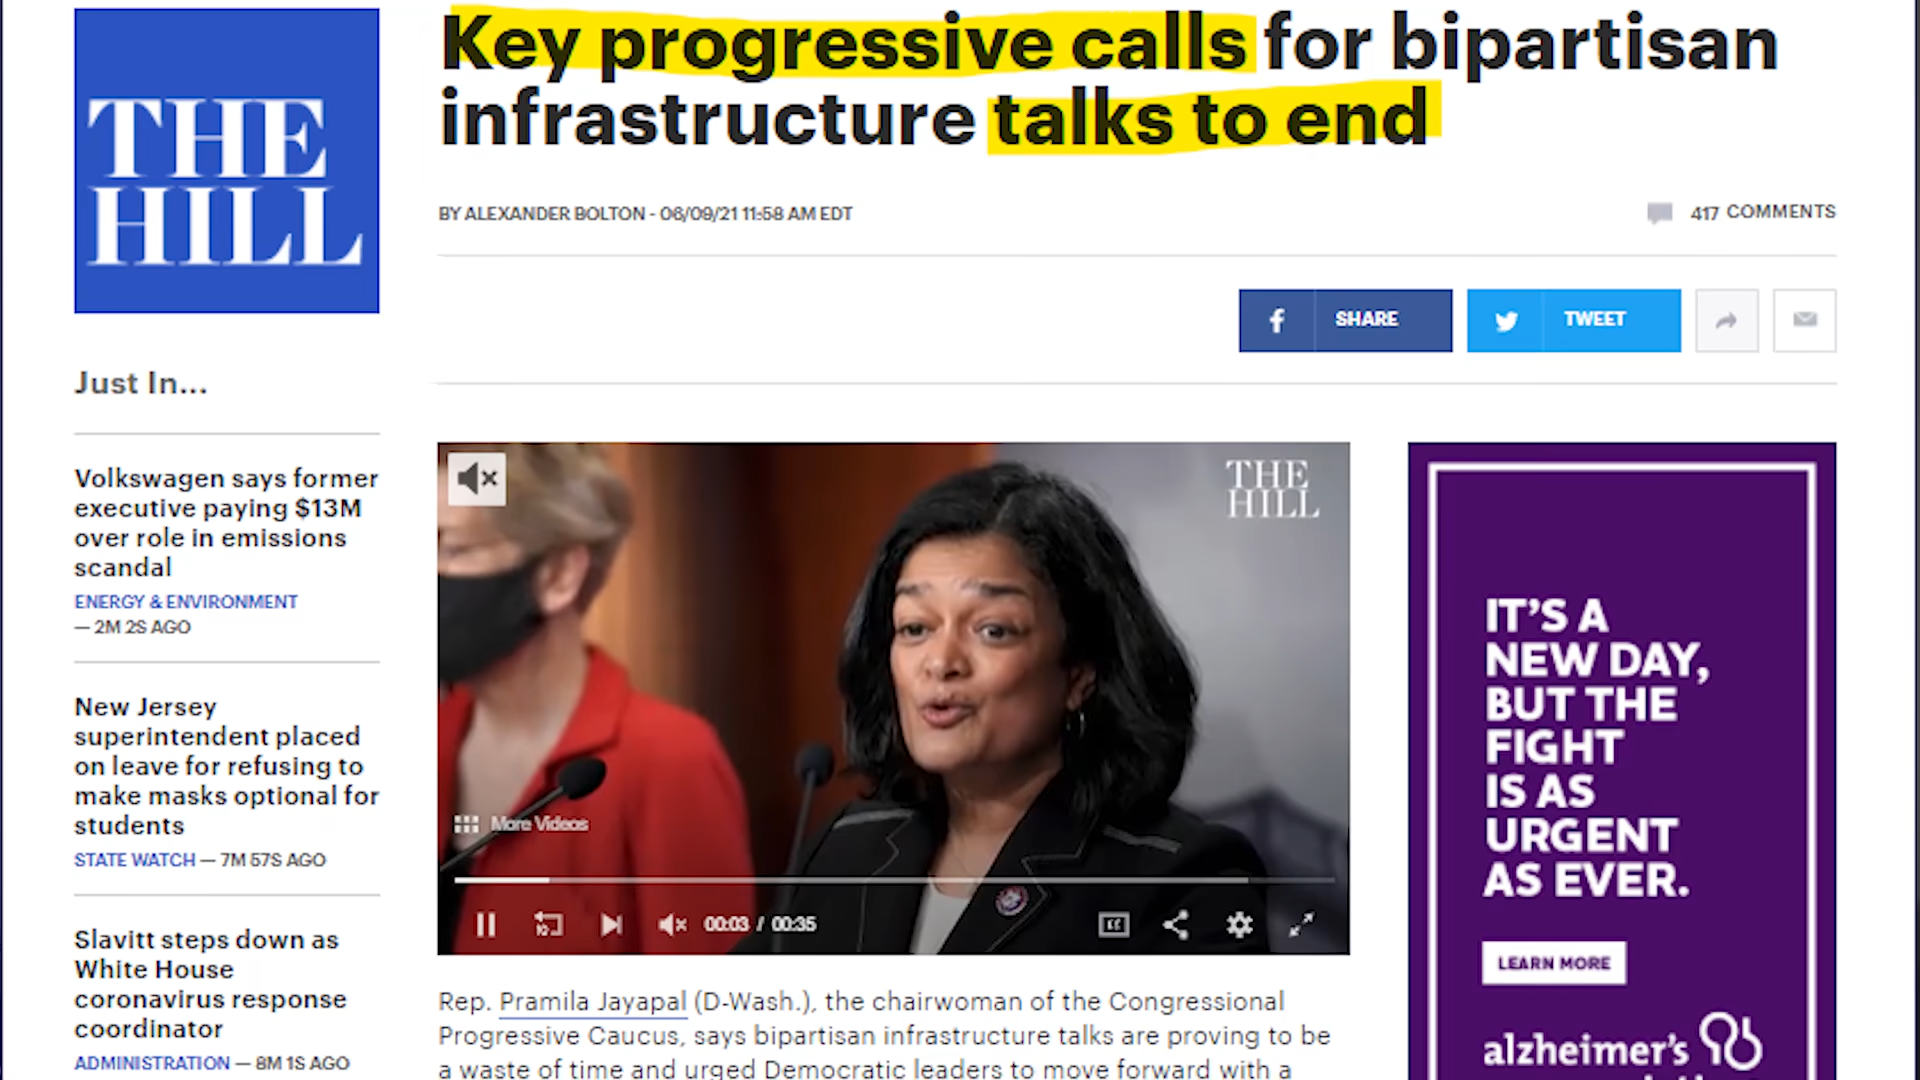 THE
HILL
Key progressive calls for bipartisan
infrastructure talks to end
BY ALEXANDER BOLTON - 06/09/21 11:58 AM EDT
417 COMMENTS
SHARE
TWEET
Just In...
Volkswagen says former
executive paying $13M
over role in emissions
scandal
ENERGY & ENVIRONMENT
— 2M 2S AGO
New Jersey
superintendent placed
on leave for refusing to
make masks optional for
students
STATE WATCH — 7M 57S AGO
Slavitt steps down as
White House
coronavirus response
coordinator
ADMINISTRATION — 8M 1S AGO
THE
HILL
More Videos
10
00:03 / 00:35
CC
Rep. Pramila Jayapal (D-Wash.), the chairwoman of the Congressional
Progressive Caucus, says bipartisan infrastructure talks are proving to be
a waste of time and urged Democratic leaders to move forward with a
IT'S A
NEW DAY,
BUT THE
FIGHT
IS AS
URGENT
AS EVER.
LEARN MORE
alzheimer's